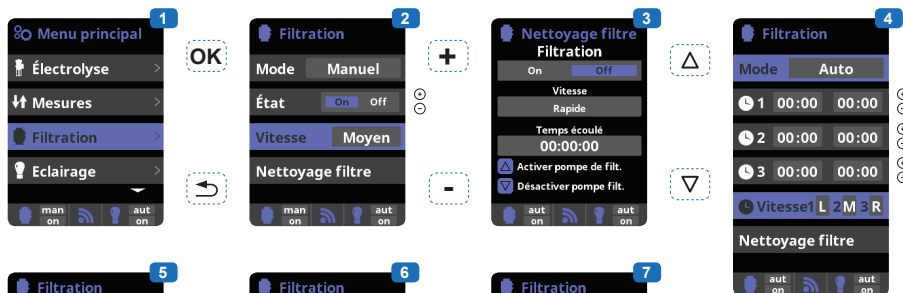 1
Menu principal
Électrolyse
Mesures
Filtration
Eclairage
man
on
aut
on
OK
2
Filtration
Mode Manuel
État On Off
Vitesse Moyen
Nettoyage filtre
man
on
aut
on
+
-
3
Nettoyage filtre
Filtration
On Off
Vitesse
Rapide
Temps écoulé
00:00:00
Activer pompe de filt.
Désactiver pompe filt.
aut
on
aut
on
4
Filtration
Mode Auto
1 00:00 00:00
2 00:00 00:00
3 00:00 00:00
Vitesse1 L 2 M 3 R
Nettoyage filtre
aut
on
aut
on
5
Filtration
6
Filtration
7
Filtration